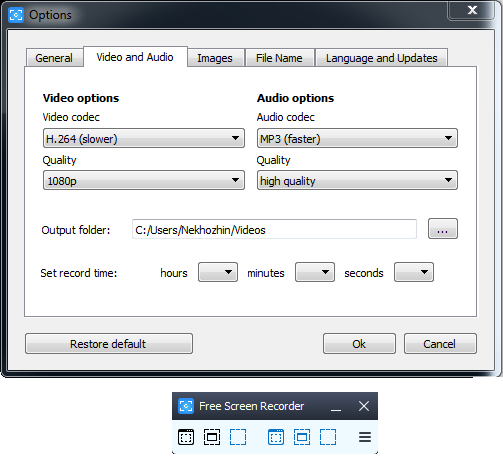 Options
General Video and Audio Images File Name Language and Updates
Video options Audio options
Video codec Audio codec
H.264 (slower) MP3 (faster)
Quality Quality
1080p high quality
Output folder: C:/Users/Nekhozhin/Videos ...
Set record time: hours minutes seconds
Restore default Ok Cancel
Free Screen Recorder